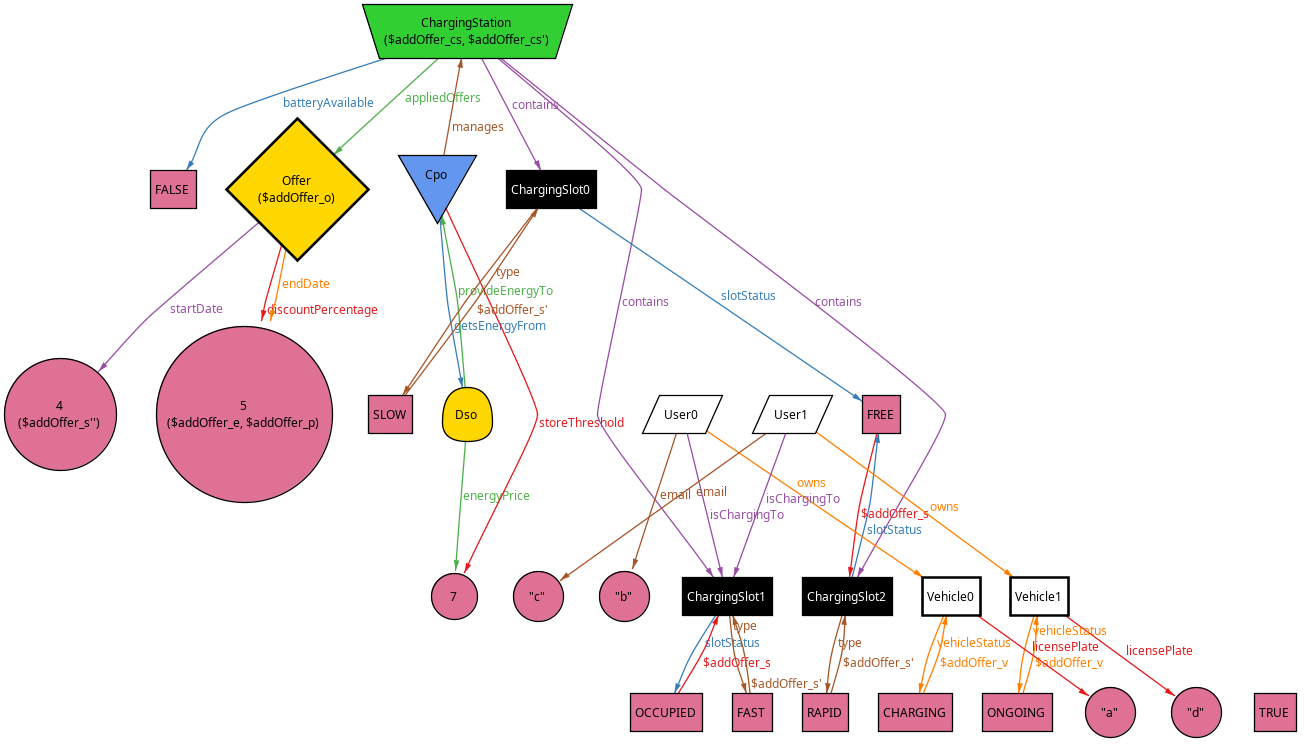 ChargingStation
($addOffer_cs, $addOffer_cs')
batteryAvailable
appliedOffers
contains
manages
FALSE
Offer
($addOffer_o)
Cpo
ChargingSlot0
type
endDate
provideEnergyTo
slotStatus
contains
contains
startDate
discountPercentage
$addOffer_s'
getsEnergyFrom
4
($addOffer_s'')
5
($addOffer_e, $addOffer_p)
SLOW
Dso
storeThreshold
User0
User1
FREE
owns
energyPrice
email
email
isChargingTo
owns
isChargingTo
$addOffer_s
slotStatus
7
"c"
"b"
ChargingSlot1
ChargingSlot2
Vehicle0
Vehicle1
type
slotStatus
type
vehicleStatus
vehicleStatus
licensePlate
licensePlate
$addOffer_s
$addOffer_s'
$addOffer_v
$addOffer_v
$addOffer_s'
OCCUPIED
FAST
RAPID
CHARGING
ONGOING
"a"
"d"
TRUE